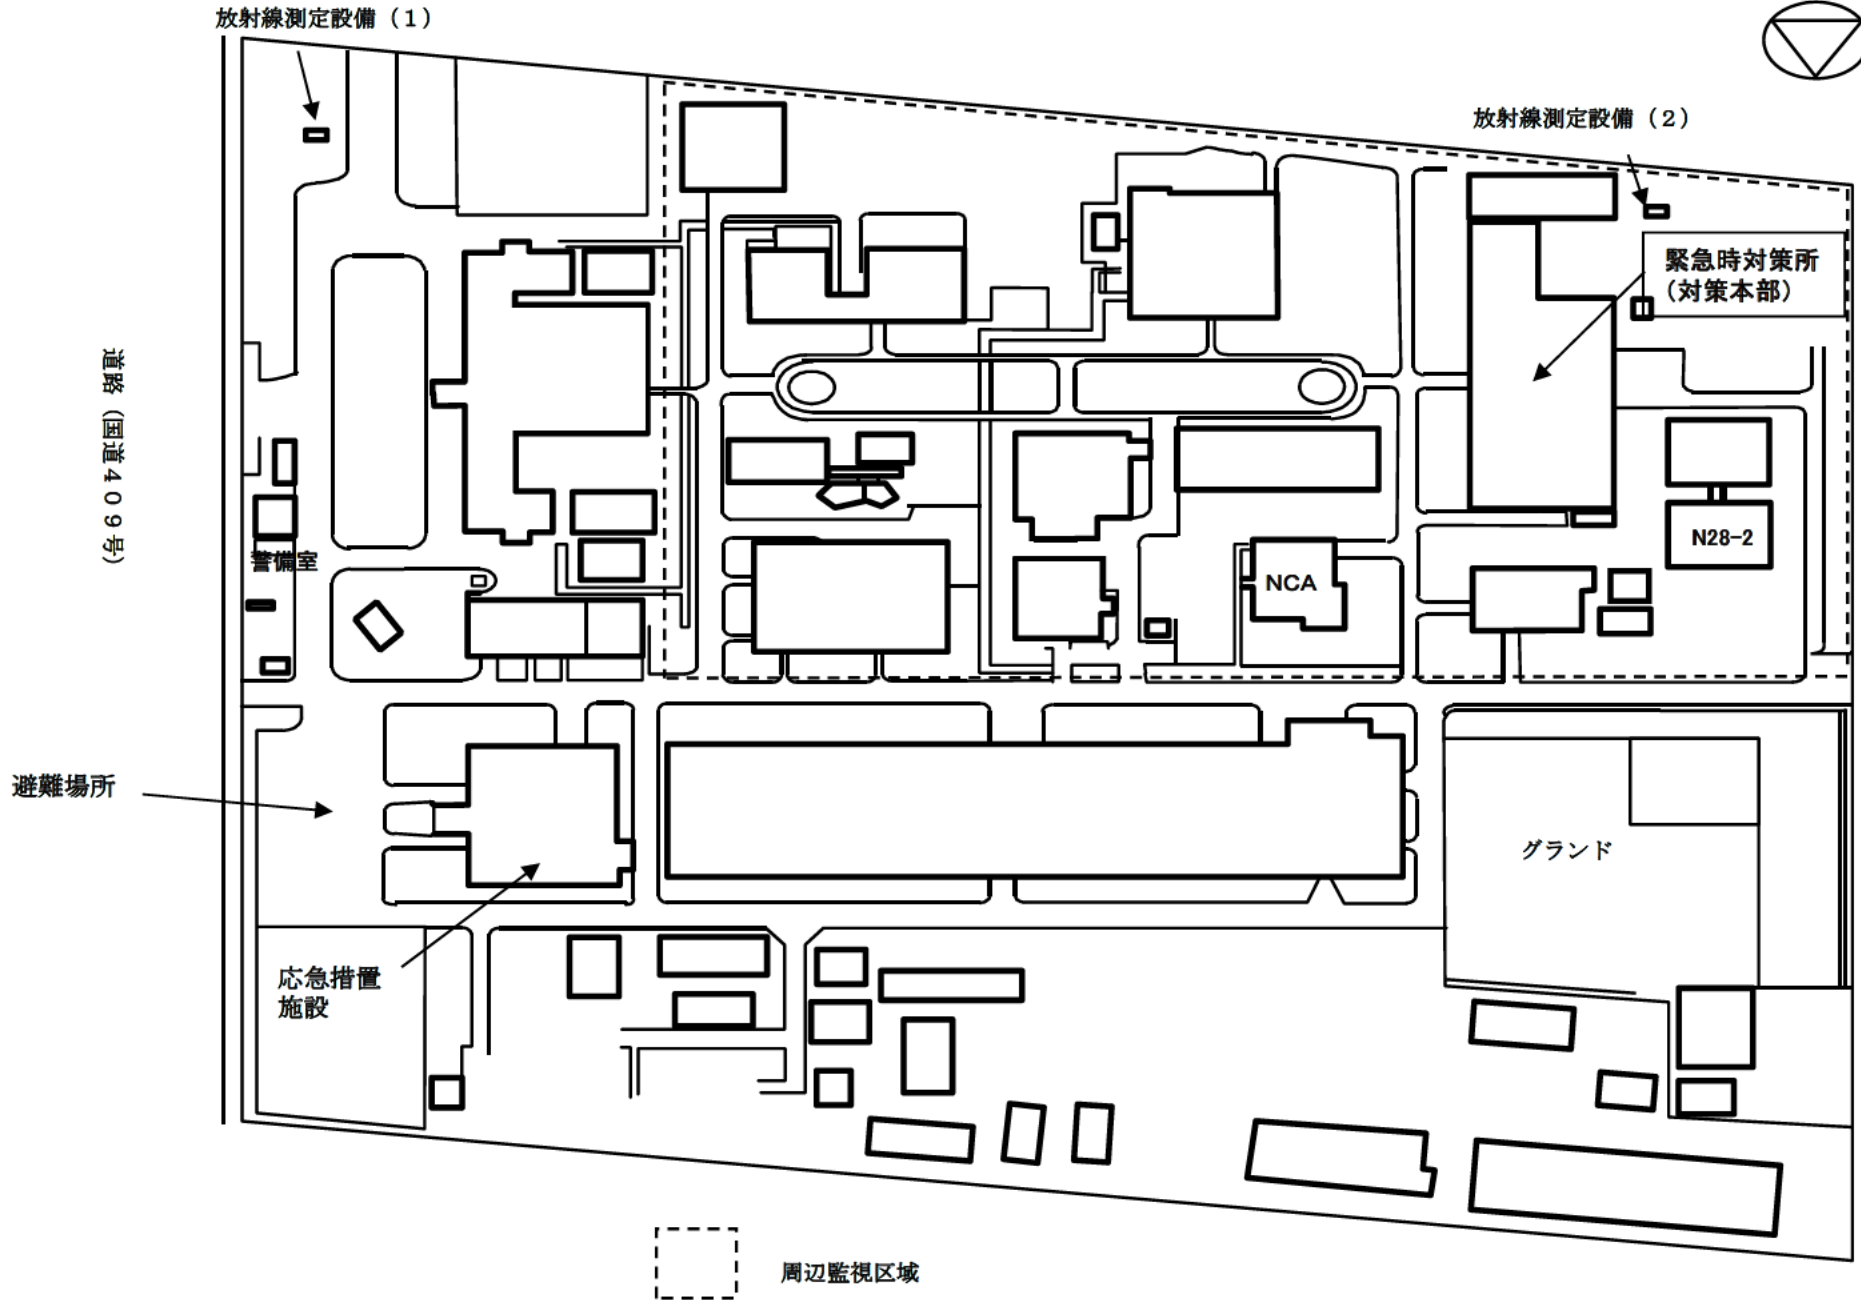 放射線測定設備（１）
放射線測定設備（２）
緊急時対策所
（対策本部）
道路（国道４０９号）
N28-2
警備室
NCA
避難場所
グランド
応急措置
施設
周辺監視区域